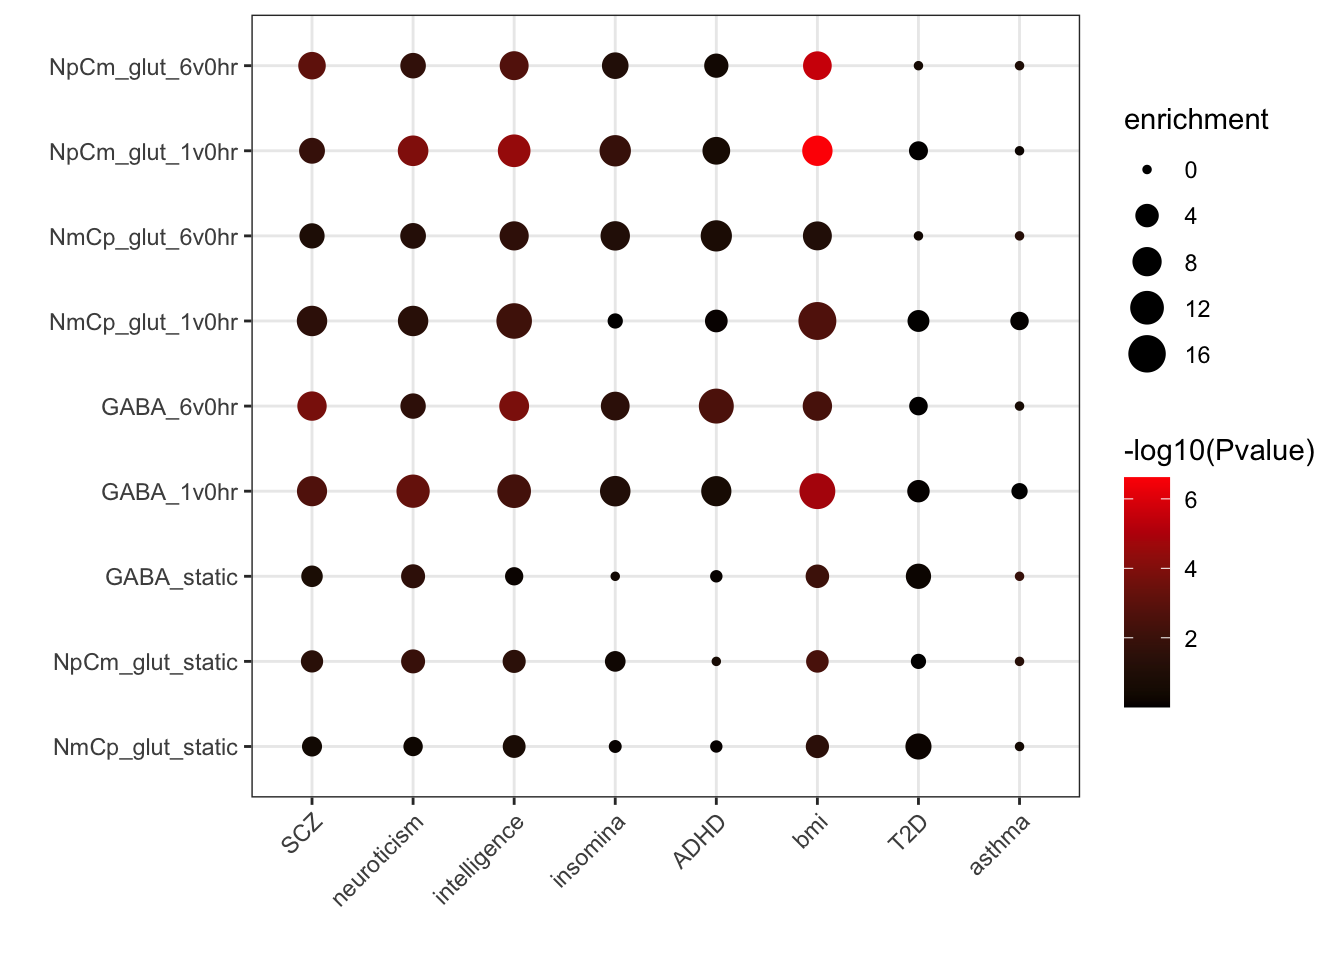 NpCm_glut_6v0hr
NpCm_glut_1v0hr
NmCp_glut_6v0hr
NmCp_glut_1v0hr
GABA_6v0hr
GABA_1v0hr
GABA_static
NpCm_glut_static
NmCp_glut_static
SCZ
neuroticism
intelligence
insomina
ADHD
bmi
T2D
asthma
enrichment
0
4
8
12
16
-log10(Pvalue)
6
4
2